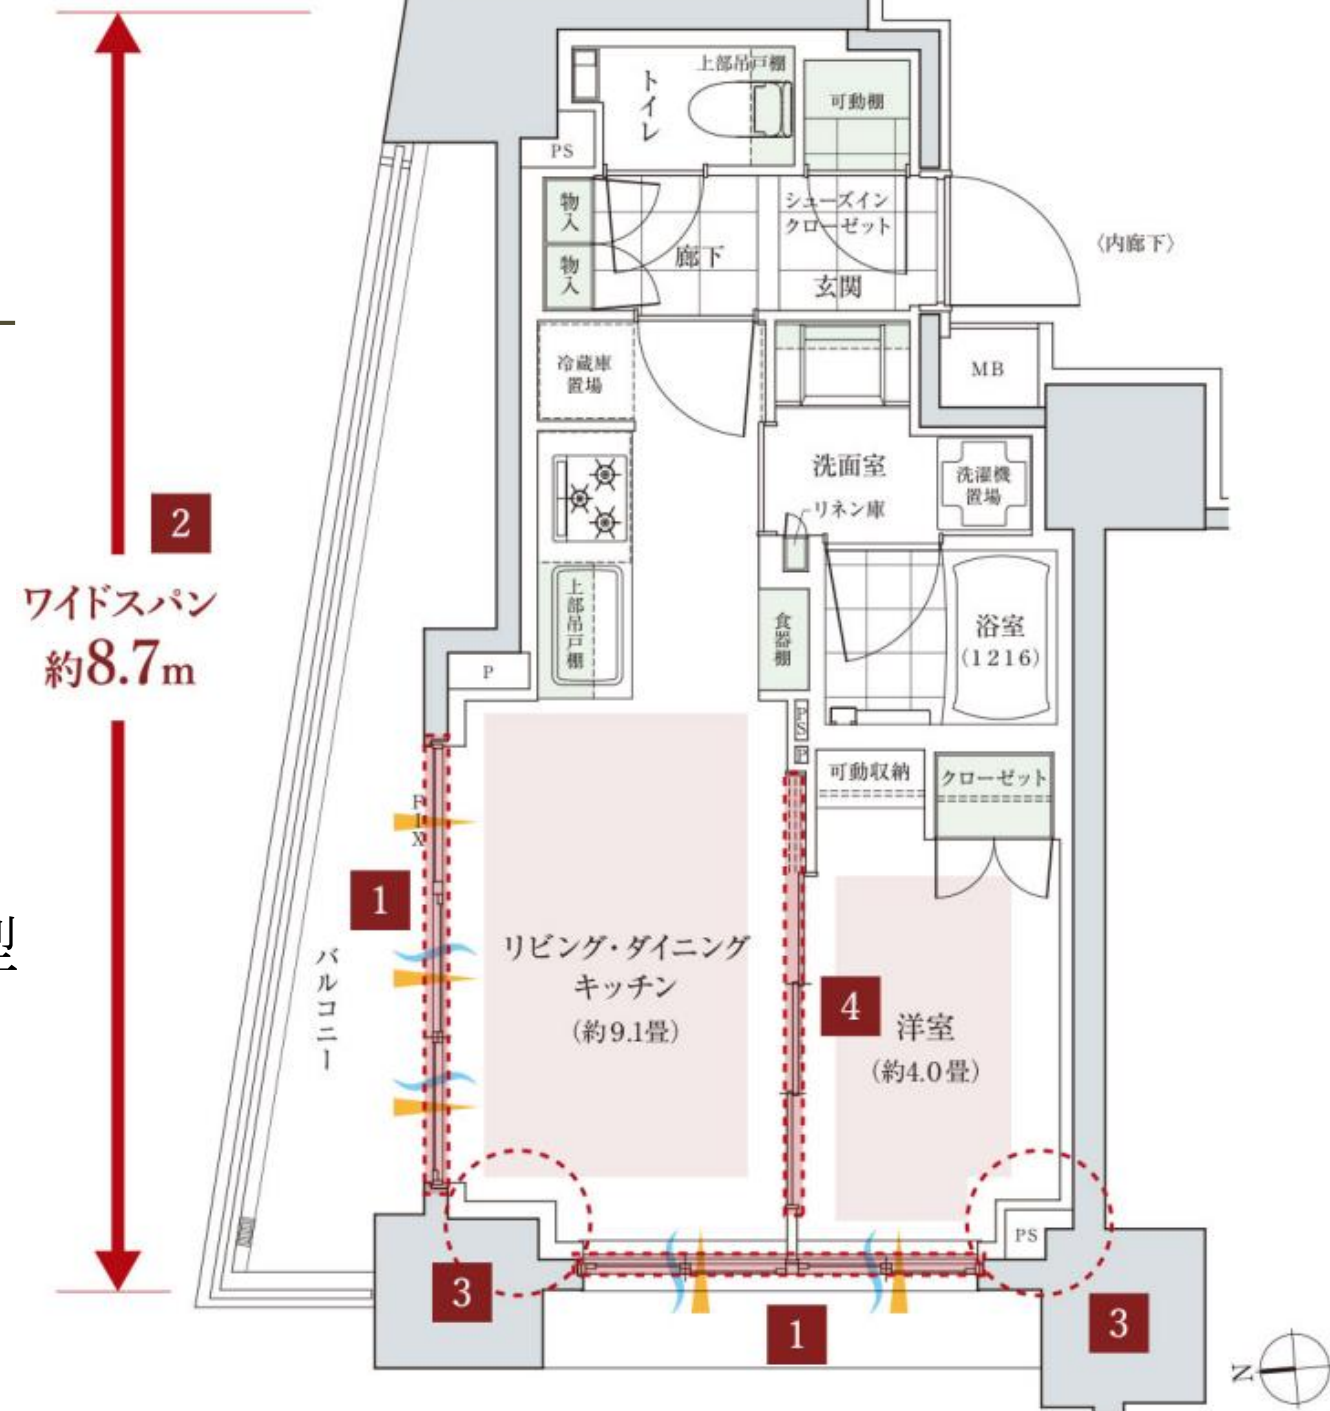 上部吊戸棚
トイレ
可動棚
PS
物入
シューズイン
クローゼット
〈内廊下〉
廊下
物入
玄関
冷蔵庫
置場
MB
洗面室
洗濯機
置場
リネン庫
2
ワイドスパン
約8.7m
上部吊戸棚
食器棚
浴室
(1216)
P
PS
P
可動収納
クローゼット
FIX
1
バルコニー
リビング・ダイニング
キッチン
(約9.1畳)
4
洋室
(約4.0畳)
PS
3
1
3
N